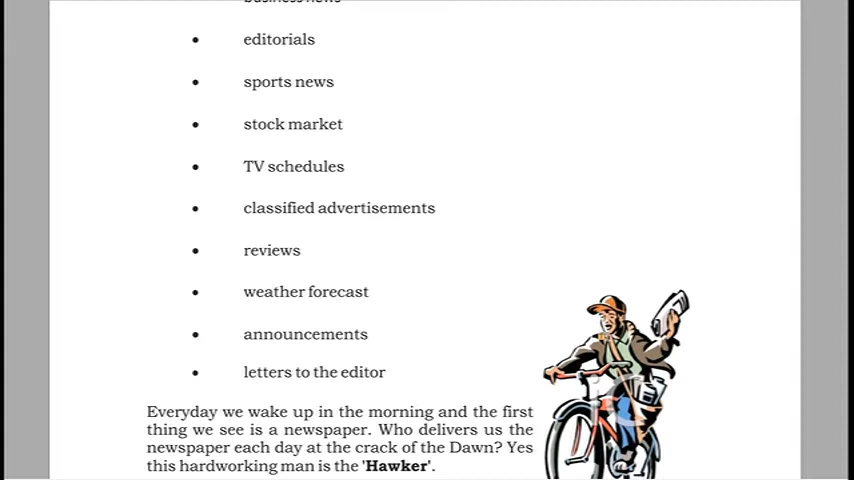 business news
• editorials
• sports news
• stock market
• TV schedules
• classified advertisements
• reviews
• weather forecast
• announcements
• letters to the editor
Everyday we wake up in the morning and the first
thing we see is a newspaper. Who delivers us the
newspaper each day at the crack of the Dawn? Yes
this hardworking man is the 'Hawker'.